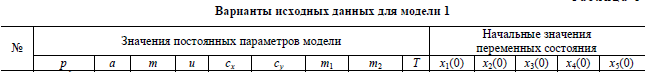 Варианты исходных данных для модели 1
№ Значения постоянных параметров модели Начальные значения
переменных состояния
p a m u cx cy m1 m2 T x1(0) x2(0) x3(0) x4(0) x5(0)